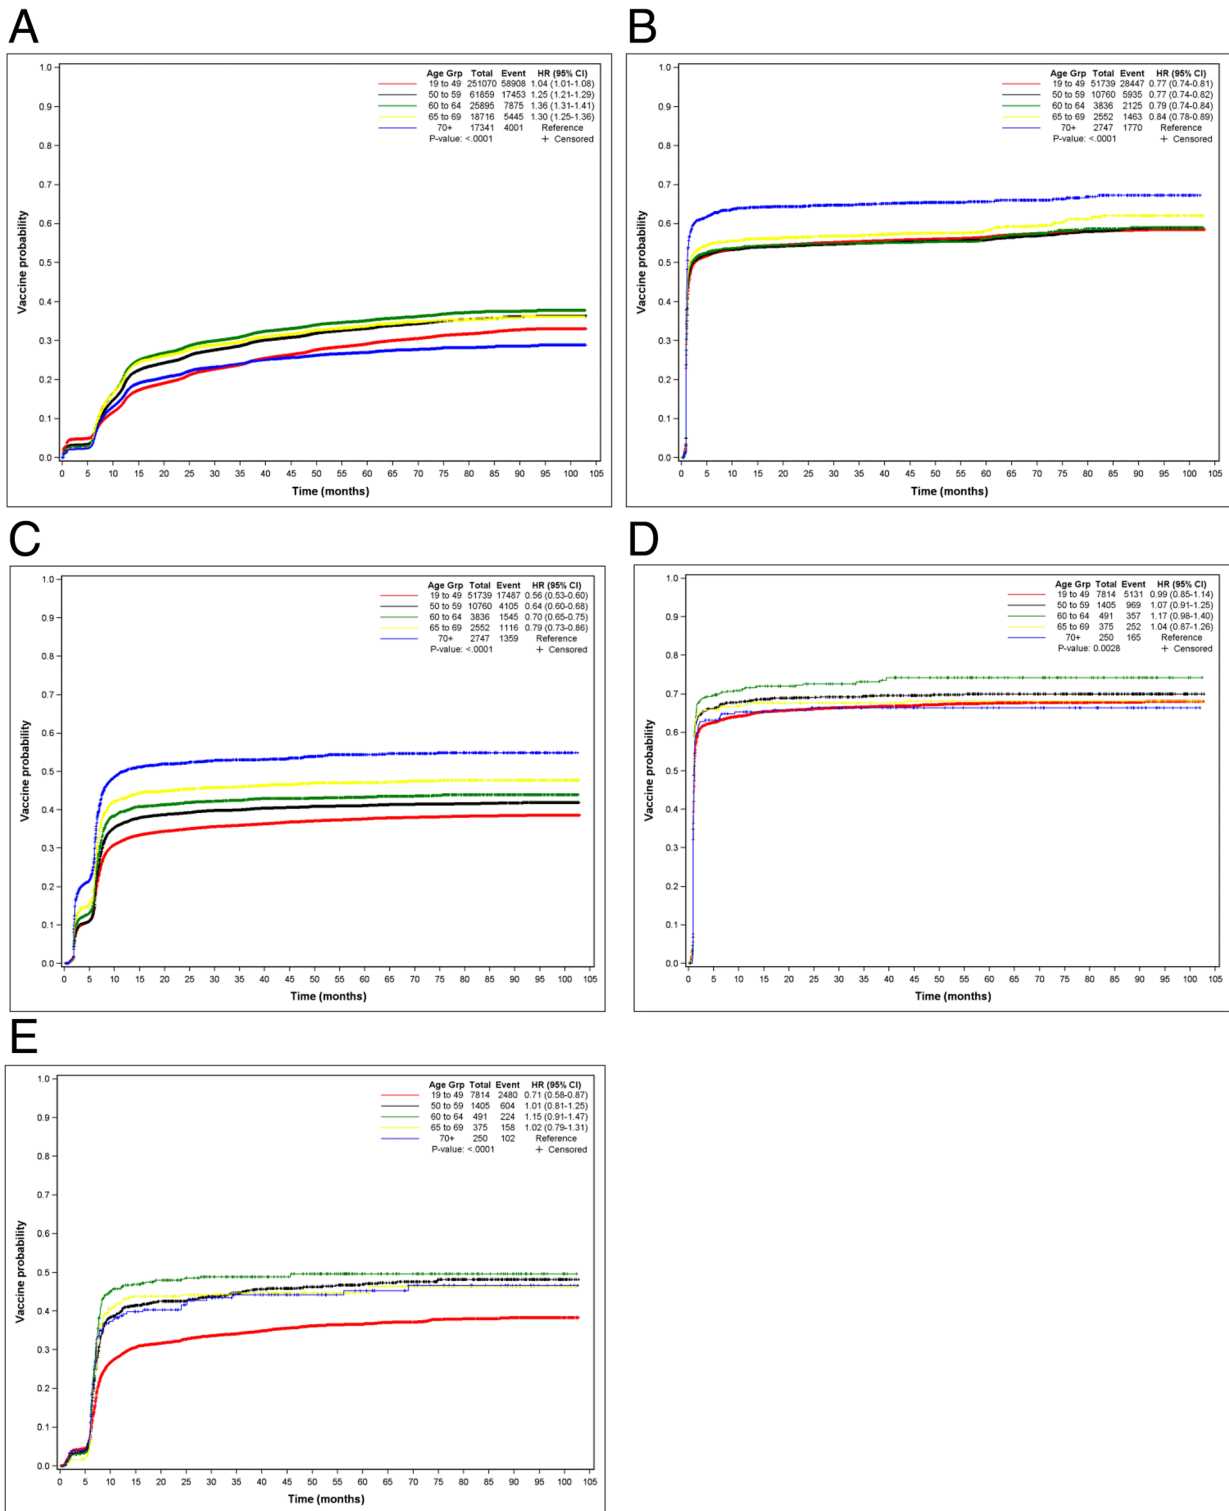 A
Age Grp Total Event HR (95% CI)
19 to 49 251070 58908 1.04 (1.01-1.08)
50 to 59 61859 17453 1.25 (1.21-1.29)
60 to 64 25895 7875 1.36 (1.31-1.41)
65 to 69 18716 5445 1.30 (1.25-1.36)
70+ 17341 4001 Reference
P-value: <.0001 + Censored
Vaccine probability
1.0
0.9
0.8
0.7
0.6
0.5
0.4
0.3
0.2
0.1
0.0
0 5 10 15 20 25 30 35 40 45 50 55 60 65 70 75 80 85 90 95 100 105
Time (months)
B
Age Grp Total Event HR (95% CI)
19 to 49 51739 28447 0.77 (0.74-0.81)
50 to 59 10760 5935 0.77 (0.74-0.82)
60 to 64 3836 2125 0.79 (0.74-0.84)
65 to 69 2552 1463 0.84 (0.78-0.89)
70+ 2747 1770 Reference
P-value: <.0001 + Censored
Vaccine probability
1.0
0.9
0.8
0.7
0.6
0.5
0.4
0.3
0.2
0.1
0.0
0 5 10 15 20 25 30 35 40 45 50 55 60 65 70 75 80 85 90 95 100 105
Time (months)
C
Age Grp Total Event HR (95% CI)
19 to 49 51739 17487 0.56 (0.53-0.60)
50 to 59 10760 4105 0.64 (0.60-0.68)
60 to 64 3836 1545 0.70 (0.65-0.75)
65 to 69 2552 1116 0.79 (0.73-0.86)
70+ 2747 1359 Reference
P-value: <.0001 + Censored
Vaccine probability
1.0
0.9
0.8
0.7
0.6
0.5
0.4
0.3
0.2
0.1
0.0
0 5 10 15 20 25 30 35 40 45 50 55 60 65 70 75 80 85 90 95 100 105
Time (months)
D
Age Grp Total Event HR (95% CI)
19 to 49 7814 5131 0.99 (0.85-1.14)
50 to 59 1405 969 1.07 (0.91-1.25)
60 to 64 491 357 1.17 (0.98-1.40)
65 to 69 375 252 1.04 (0.87-1.26)
70+ 250 165 Reference
P-value: 0.0028 + Censored
Vaccine probability
1.0
0.9
0.8
0.7
0.6
0.5
0.4
0.3
0.2
0.1
0.0
0 5 10 15 20 25 30 35 40 45 50 55 60 65 70 75 80 85 90 95 100 105
Time (months)
E
Age Grp Total Event HR (95% CI)
19 to 49 7814 2480 0.71 (0.58-0.87)
50 to 59 1405 604 1.01 (0.81-1.25)
60 to 64 491 224 1.15 (0.91-1.47)
65 to 69 375 158 1.02 (0.79-1.31)
70+ 250 102 Reference
P-value: <.0001 + Censored
Vaccine probability
1.0
0.9
0.8
0.7
0.6
0.5
0.4
0.3
0.2
0.1
0.0
0 5 10 15 20 25 30 35 40 45 50 55 60 65 70 75 80 85 90 95 100 105
Time (months)